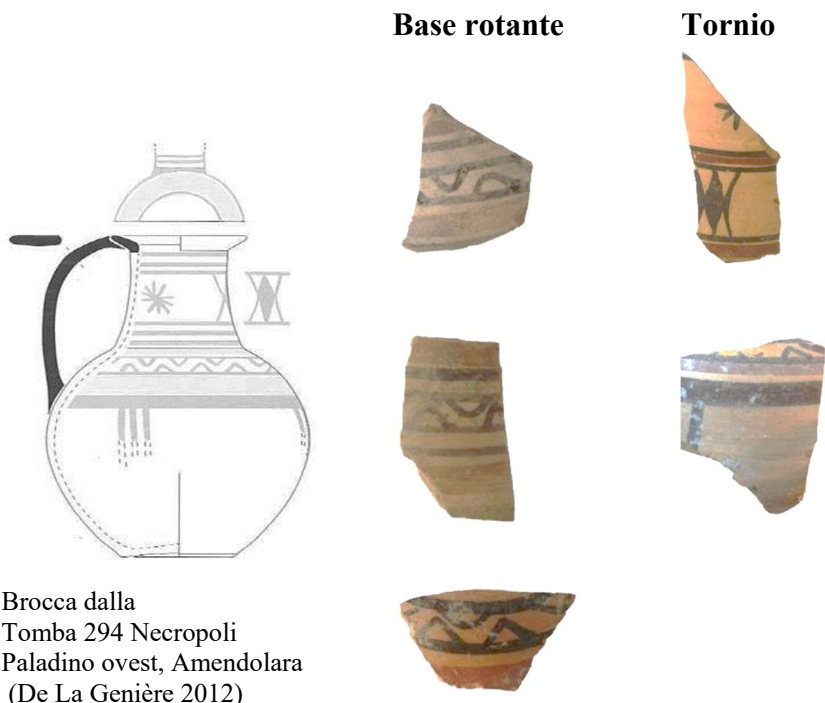 Base rotante
Tornio
Brocca dalla
Tomba 294 Necropoli
Paladino ovest, Amendolara
(De La Genière 2012)